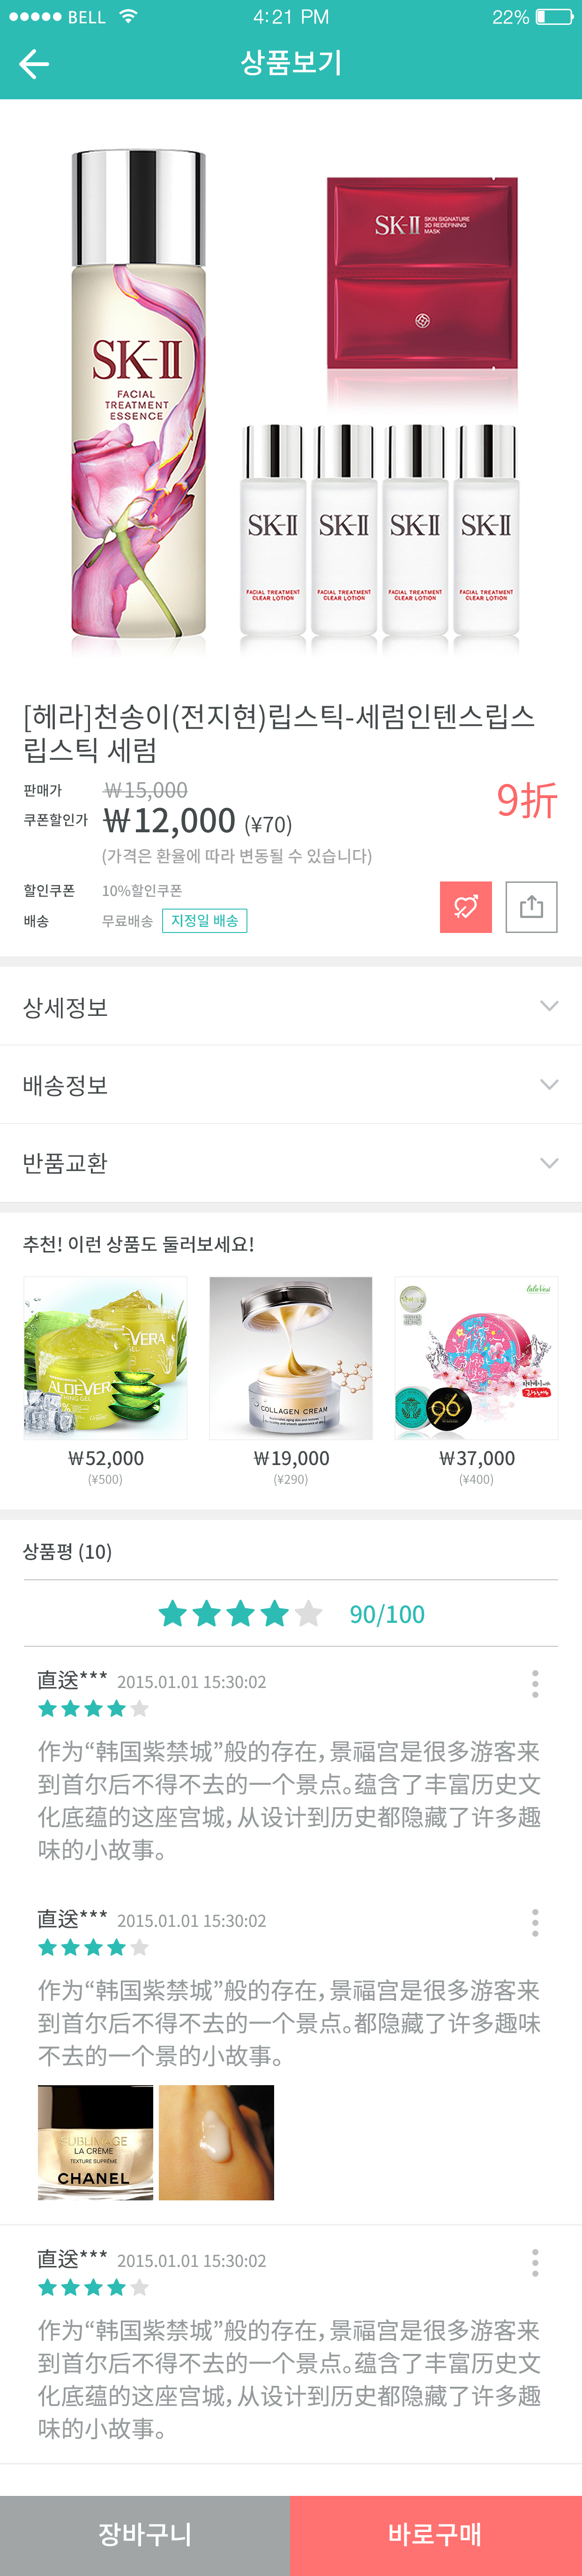 BELL 4:21 PM 22%
상품보기
SK-II
FACIAL
TREATMENT
ESSENCE
SK-II SKIN SIGNATURE
3D REDEFINING
MASK
SK-II SK-II SK-II SK-II
FACIAL TREATMENT
CLEAR LOTION
FACIAL TREATMENT
CLEAR LOTION
FACIAL TREATMENT
CLEAR LOTION
FACIAL TREATMENT
CLEAR LOTION
[헤라]천송이(전지현)립스틱-세럼인텐스립스
립스틱 세럼
판매가 ₩15,000
쿠폰할인가 ₩12,000 (¥70)
9折
(가격은 환율에 따라 변동될 수 있습니다)
할인쿠폰 10%할인쿠폰
배송 무료배송 지정일 배송
상세정보
배송정보
반품교환
추천! 이런 상품도 둘러보세요!
ALOEVER
VERA
COLLAGEN CREAM
96
₩52,000 ₩19,000 ₩37,000
(¥500) (¥290) (¥400)
상품평 (10)
90/100
直送*** 2015.01.01 15:30:02
作为“韩国紫禁城”般的存在，景福宫是很多游客来
到首尔后不得不去的一个景点。蕴含了丰富历史文
化底蕴的这座宫城，从设计到历史都隐藏了许多趣
味的小故事。
直送*** 2015.01.01 15:30:02
作为“韩国紫禁城”般的存在，景福宫是很多游客来
到首尔后不得不去的一个景点。都隐藏了许多趣味
不去的一个景的小故事。
SUBLIMAGE
LA CRÈME
TEXTURE SUPRÊME
CHANEL
直送*** 2015.01.01 15:30:02
作为“韩国紫禁城”般的存在，景福宫是很多游客来
到首尔后不得不去的一个景点。蕴含了丰富历史文
化底蕴的这座宫城，从设计到历史都隐藏了许多趣
味的小故事。
장바구니 바로구매